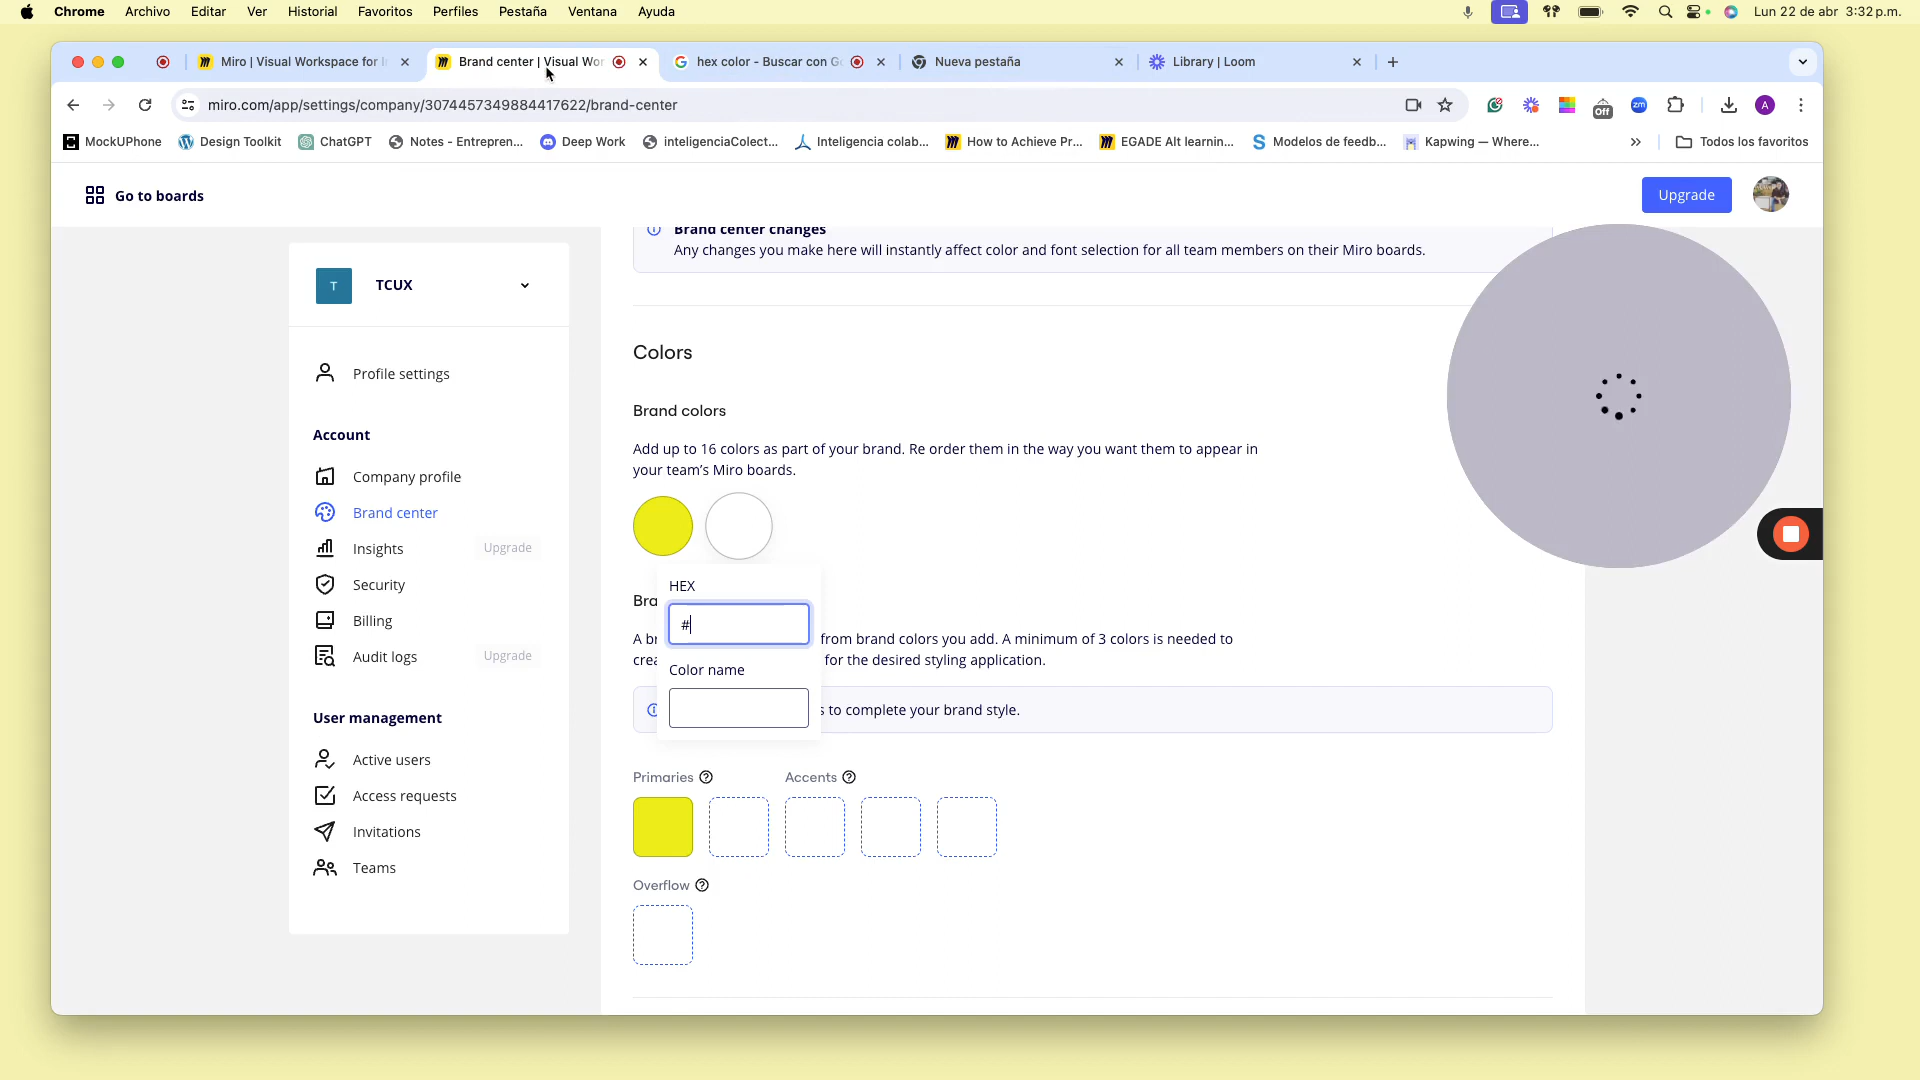 Chrome Archivo Editar Ver Historial Favoritos Perfiles Pestaña Ventana Ayuda
Lun 22 de abr 3:32 p.m.
Miro | Visual Workspace for
Brand center | Visual Wor
hex color - Buscar con G
Nueva pestaña
Library | Loom
miro.com/app/settings/company/3074457349884417622/brand-center
Off
zm
A
MockUPhone
Design Toolkit
ChatGPT
Notes - Entrepren...
Deep Work
inteligenciaColect...
Inteligencia colab...
How to Achieve Pr...
EGADE Alt learnin...
Modelos de feedb...
Kapwing — Where...
Todos los favoritos
Go to boards
Upgrade
T
TCUX
Profile settings
Account
Company profile
Brand center
Insights
Upgrade
Security
Billing
Audit logs
Upgrade
User management
Active users
Access requests
Invitations
Teams
Brand center changes
Any changes you make here will instantly affect color and font selection for all team members on their Miro boards.
Colors
Brand colors
Add up to 16 colors as part of your brand. Re order them in the way you want them to appear in
your team’s Miro boards.
HEX
#
Color name
Bra
from brand colors you add. A minimum of 3 colors is needed to
for the desired styling application.
s to complete your brand style.
Primaries
Accents
Overflow